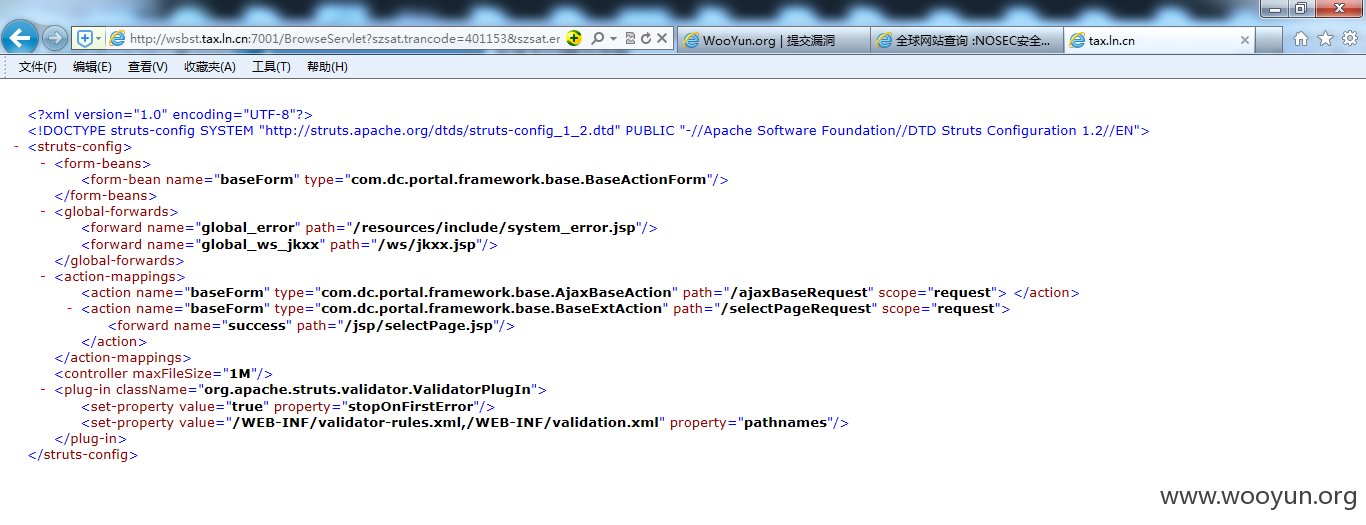 http://wsbst.tax.ln.cn:7001/BrowseServlet?szsat.trancode=401153&szsat.er
WooYun.org | 提交漏洞
全球网站查询 :NOSEC安全...
tax.ln.cn
文件(F) 编辑(E) 查看(V) 收藏夹(A) 工具(T) 帮助(H)
<?xml version="1.0" encoding="UTF-8"?>
<!DOCTYPE struts-config SYSTEM "http://struts.apache.org/dtds/struts-config_1_2.dtd" PUBLIC "-//Apache Software Foundation//DTD Struts Configuration 1.2//EN">
- <struts-config>
- <form-beans>
<form-bean name="baseForm" type="com.dc.portal.framework.base.BaseActionForm"/>
</form-beans>
- <global-forwards>
<forward name="global_error" path="/resources/include/system_error.jsp"/>
<forward name="global_ws_jkxx" path="/ws/jkxx.jsp"/>
</global-forwards>
- <action-mappings>
<action name="baseForm" type="com.dc.portal.framework.base.AjaxBaseAction" path="/ajaxBaseRequest" scope="request"> </action>
- <action name="baseForm" type="com.dc.portal.framework.base.BaseExtAction" path="/selectPageRequest" scope="request">
<forward name="success" path="/jsp/selectPage.jsp"/>
</action>
</action-mappings>
<controller maxFileSize="1M"/>
- <plug-in className="org.apache.struts.validator.ValidatorPlugIn">
<set-property value="true" property="stopOnFirstError"/>
<set-property value="/WEB-INF/validator-rules.xml,/WEB-INF/validation.xml" property="pathnames"/>
</plug-in>
</struts-config>
www.wooyun.org